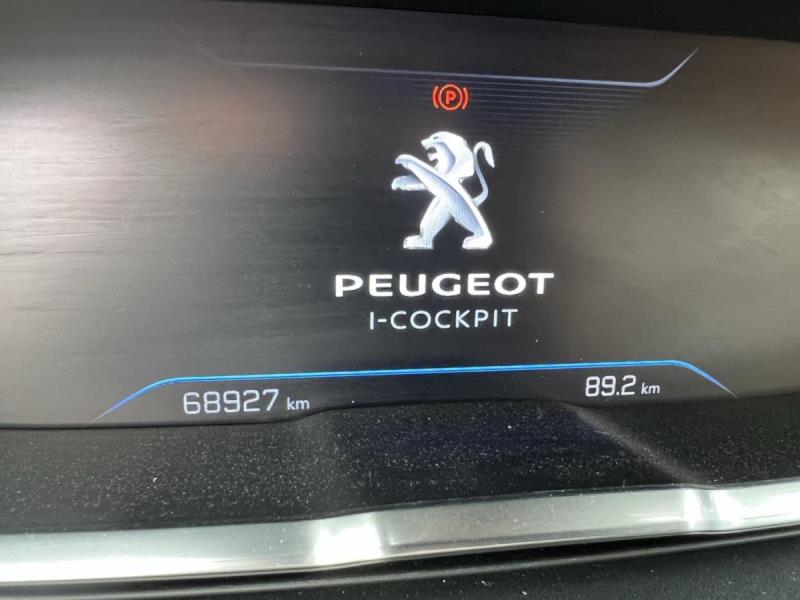 (P)
PEUGEOT
I-COCKPIT
68927 km
89.2 km